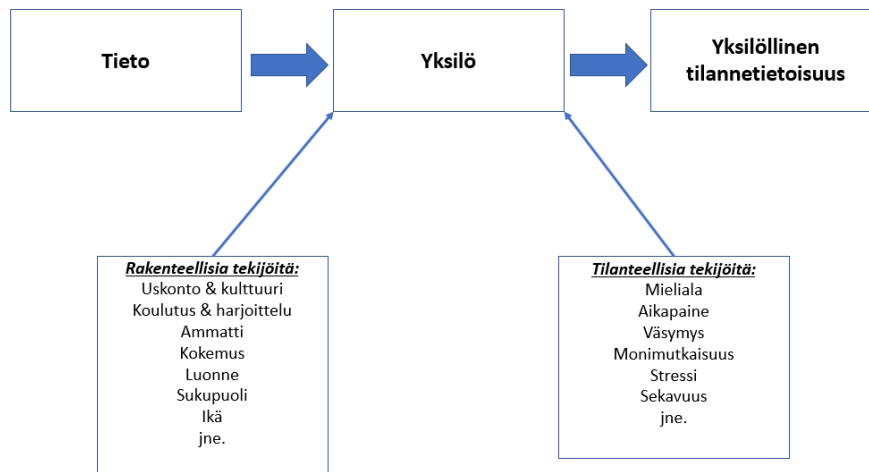 Tieto
Yksilö
Yksilöllinen
tilannetietoisuus
Rakenteellisia tekijöitä:
Uskonto & kulttuuri
Koulutus & harjoittelu
Ammatti
Kokemus
Luonne
Sukupuoli
Ikä
jne.
Tilanteellisia tekijöitä:
Mieliala
Aikapaine
Väsymys
Monimutkaisuus
Stressi
Sekavuus
jne.